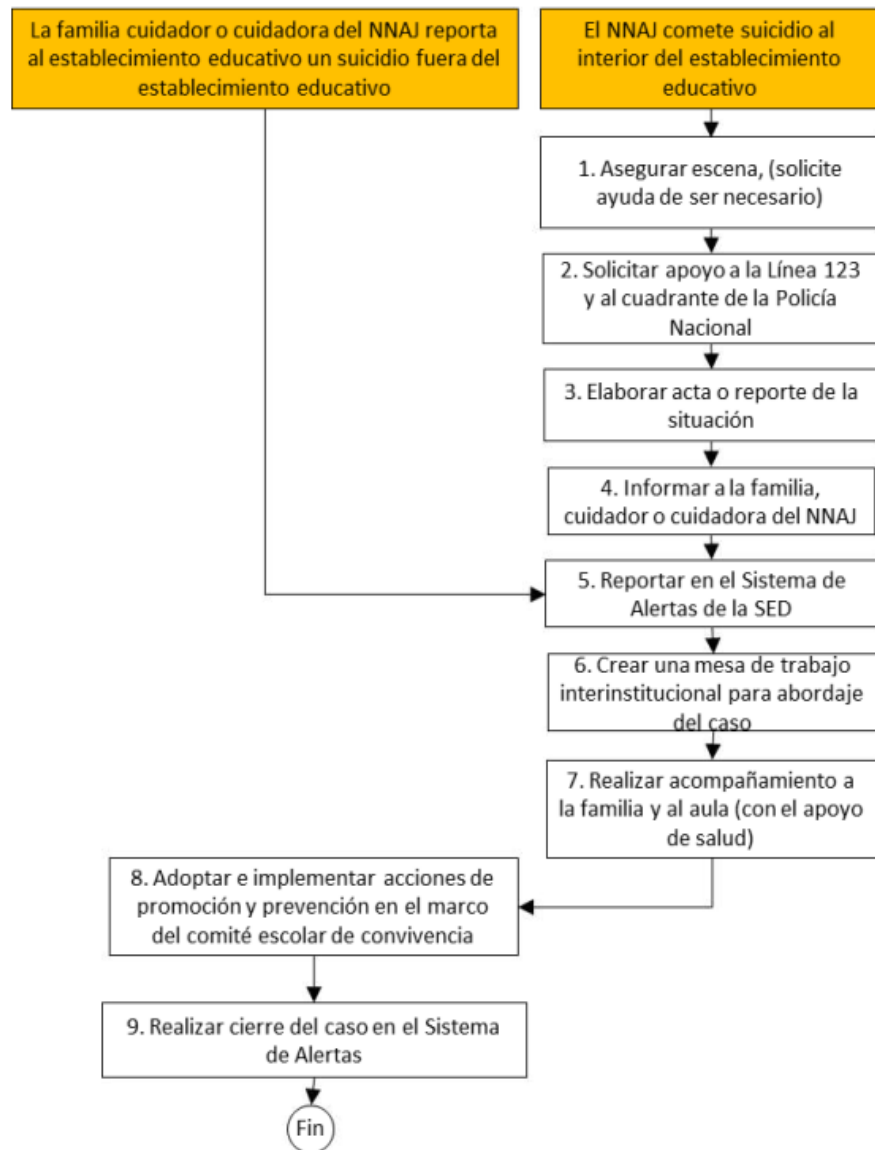 La familia cuidador o cuidadora del NNAJ reporta
al establecimiento educativo un suicidio fuera del
establecimiento educativo
El NNAJ comete suicidio al
interior del establecimiento
educativo
1. Asegurar escena, (solicite
ayuda de ser necesario)
2. Solicitar apoyo a la Línea 123
y al cuadrante de la Policía
Nacional
3. Elaborar acta o reporte de la
situación
4. Informar a la familia,
cuidador o cuidadora del NNAJ
5. Reportar en el Sistema de
Alertas de la SED
6. Crear una mesa de trabajo
interinstitucional para abordaje
del caso
7. Realizar acompañamiento a
la familia y al aula (con el apoyo
de salud)
8. Adoptar e implementar acciones de
promoción y prevención en el marco
del comité escolar de convivencia
9. Realizar cierre del caso en el Sistema
de Alertas
Fin